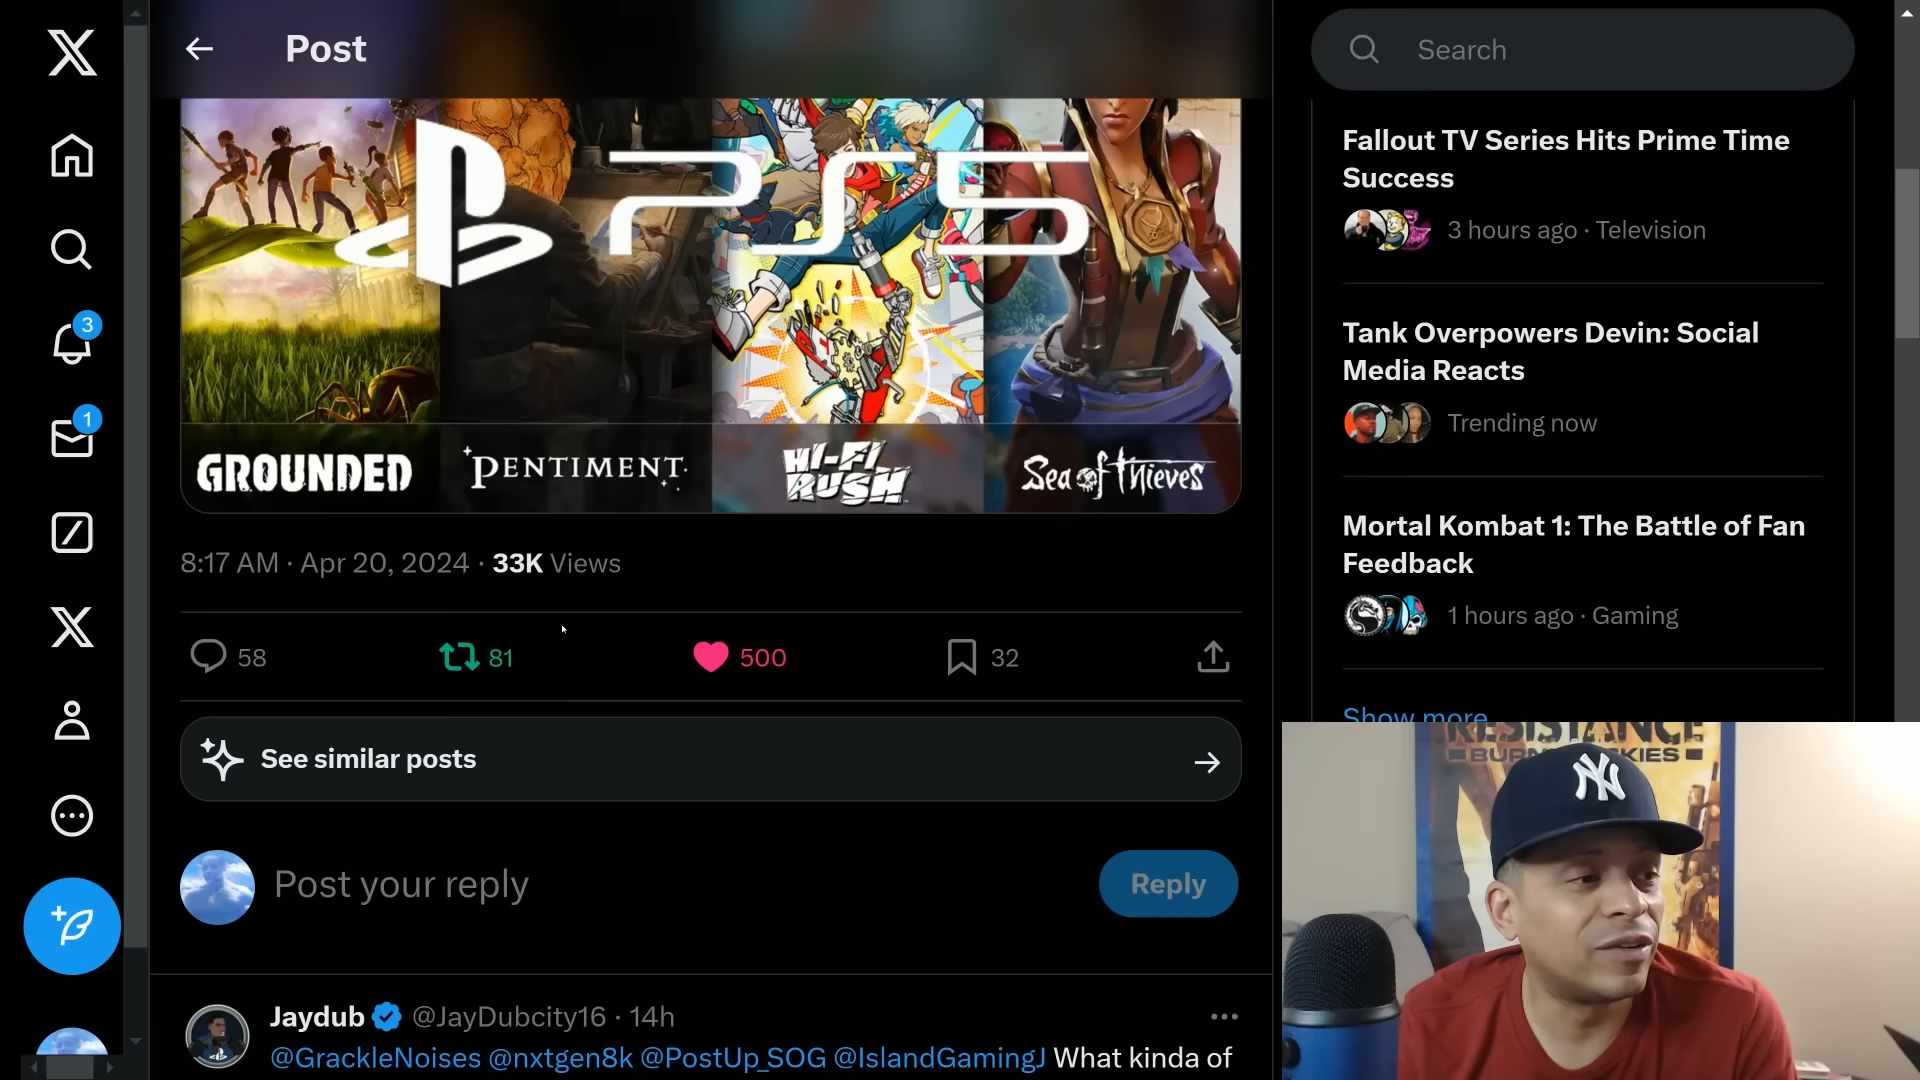 Post
Search
PS5
GROUNDED
PENTIMENT
HI-FI
RUSH
Sea of Thieves
8:17 AM · Apr 20, 2024 · 33K Views
58
81
500
32
See similar posts
Post your reply
Reply
Jaydub @JayDubcity16 · 14h
@GrackleNoises @nxtgen8k @PostUp_SOG @IslandGamingJ What kinda of
3
1
Fallout TV Series Hits Prime Time
Success
3 hours ago · Television
Tank Overpowers Devin: Social
Media Reacts
Trending now
Mortal Kombat 1: The Battle of Fan
Feedback
1 hours ago · Gaming
Show more
RESISTANCE
NY